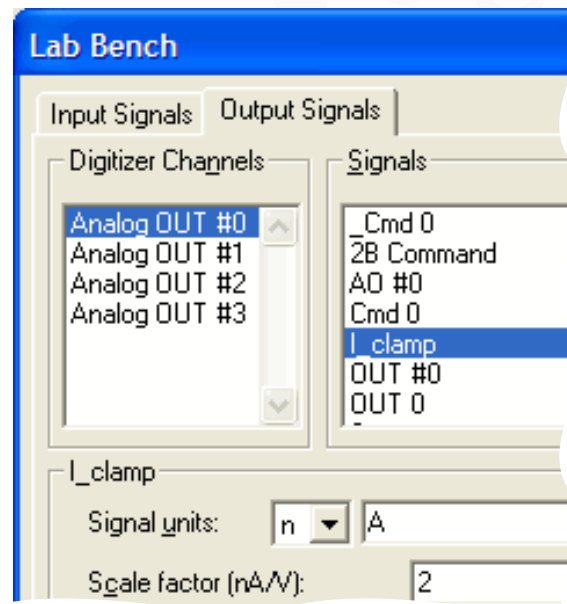 Lab Bench
Input Signals Output Signals
Digitizer Channels
Analog OUT #0
Analog OUT #1
Analog OUT #2
Analog OUT #3
Signals
_Cmd 0
2B Command
AO #0
Cmd 0
I_clamp
OUT #0
OUT 0
I_clamp
Signal units: n A
Scale factor (nA/V): 2